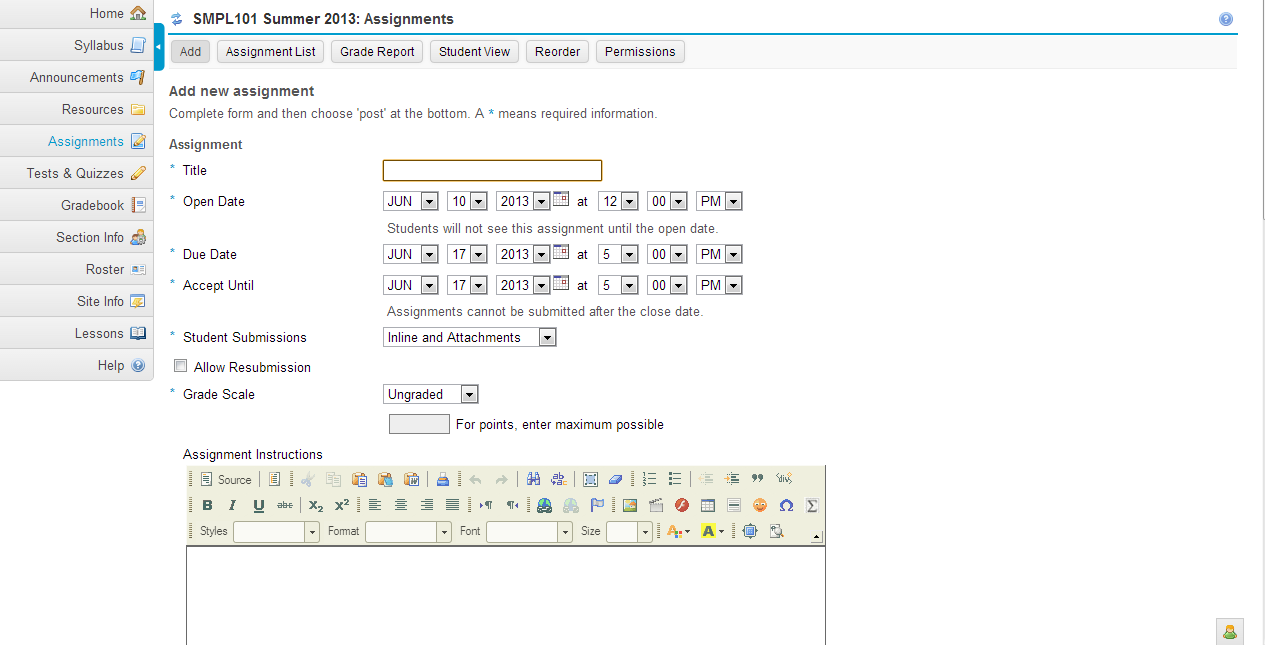 Home
Syllabus
Announcements
Resources
Assignments
Tests & Quizzes
Gradebook
Section Info
Roster
Site Info
Lessons
Help
SMPL101 Summer 2013: Assignments
Add Assignment List Grade Report Student View Reorder Permissions
Add new assignment
Complete form and then choose 'post' at the bottom. A * means required information.
Assignment
* Title
* Open Date JUN 10 2013 at 12 00 PM
Students will not see this assignment until the open date.
* Due Date JUN 17 2013 at 5 00 PM
* Accept Until JUN 17 2013 at 5 00 PM
Assignments cannot be submitted after the close date.
* Student Submissions Inline and Attachments
Allow Resubmission
* Grade Scale Ungraded
For points, enter maximum possible
Assignment Instructions
Source
B I U abc X₂ X² Ω Σ
Styles Format Font Size A A